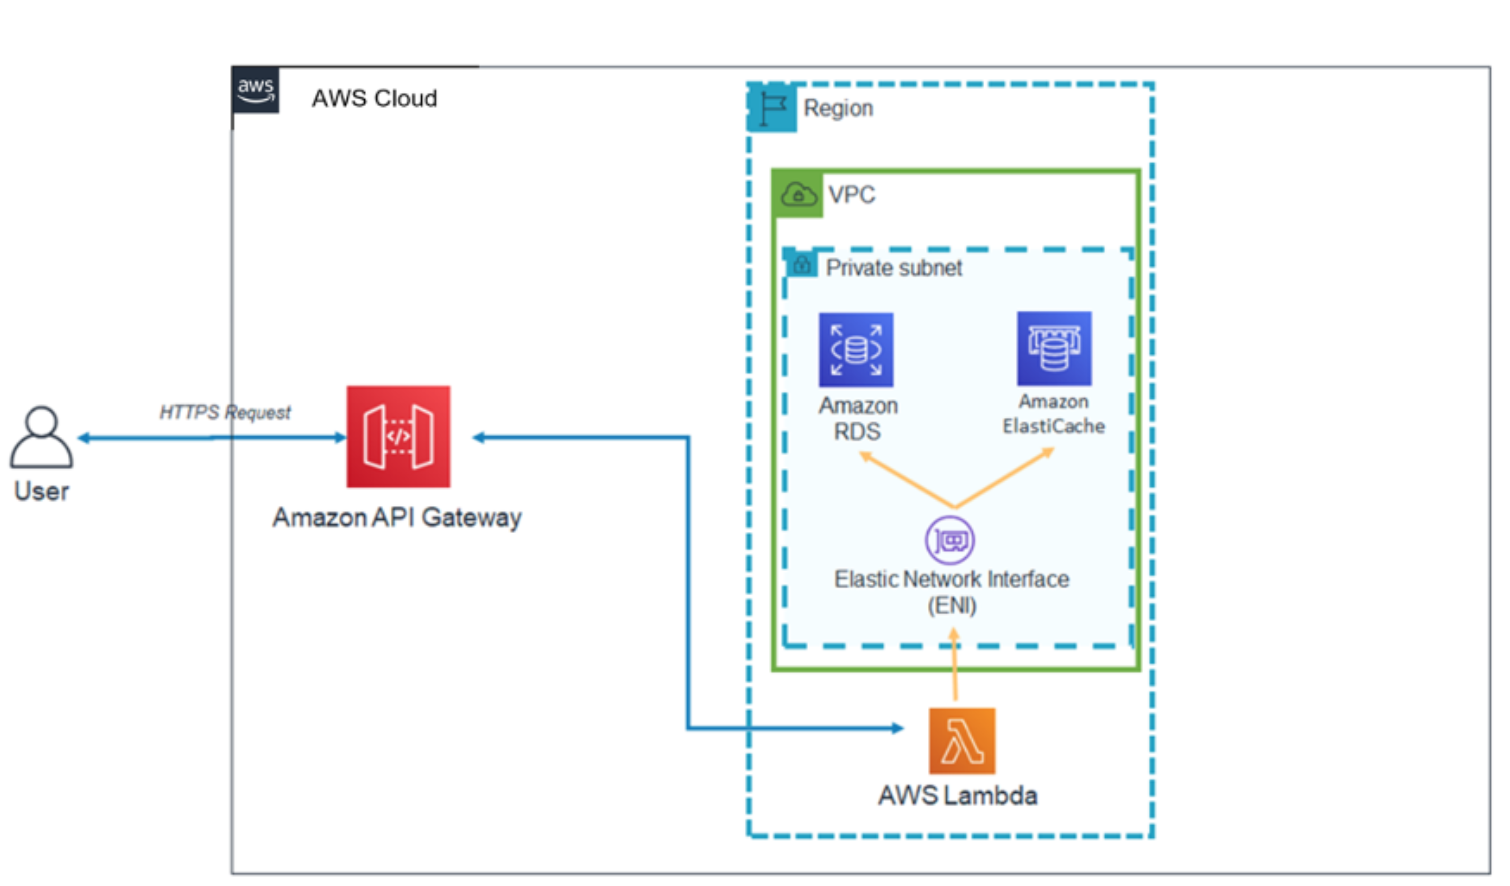 aws
AWS Cloud
Region
VPC
Private subnet
Amazon
RDS
Amazon
ElastiCache
HTTPS Request
</>
User
Amazon API Gateway
Elastic Network Interface
(ENI)
AWS Lambda